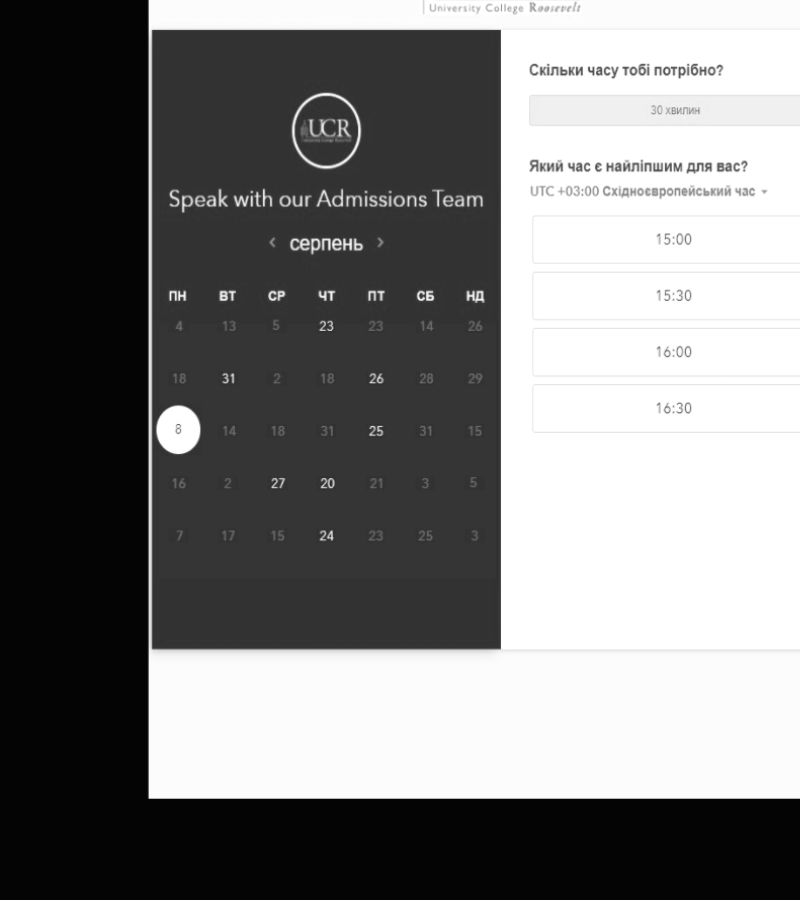 University College Roosevelt
UCR
Speak with our Admissions Team
серпень
ПН ВТ СР ЧТ ПТ СБ НД
4 13 5 23 23 14 26
18 31 2 18 26 28 29
8 14 18 31 25 31 15
16 2 27 20 21 3 5
7 17 15 24 23 25 3
Скільки часу тобі потрібно?
30 хвилин
Який час є найліпшим для вас?
UTC +03:00 Східноєвропейський час
15:00
15:30
16:00
16:30